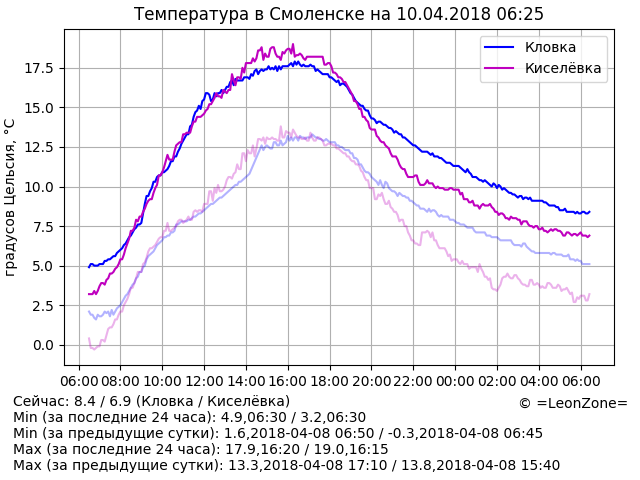 Температура в Смоленске на 10.04.2018 06:25
градусов Цельсия, °C
Кловка
Киселёвка
17.5
15.0
12.5
10.0
7.5
5.0
2.5
0.0
06:00 08:00 10:00 12:00 14:00 16:00 18:00 20:00 22:00 00:00 02:00 04:00 06:00
Сейчас: 8.4 / 6.9 (Кловка / Киселёвка)
© =LeonZone=
Min (за последние 24 часа): 4.9,06:30 / 3.2,06:30
Min (за предыдущие сутки): 1.6,2018-04-08 06:50 / -0.3,2018-04-08 06:45
Max (за последние 24 часа): 17.9,16:20 / 19.0,16:15
Max (за предыдущие сутки): 13.3,2018-04-08 17:10 / 13.8,2018-04-08 15:40